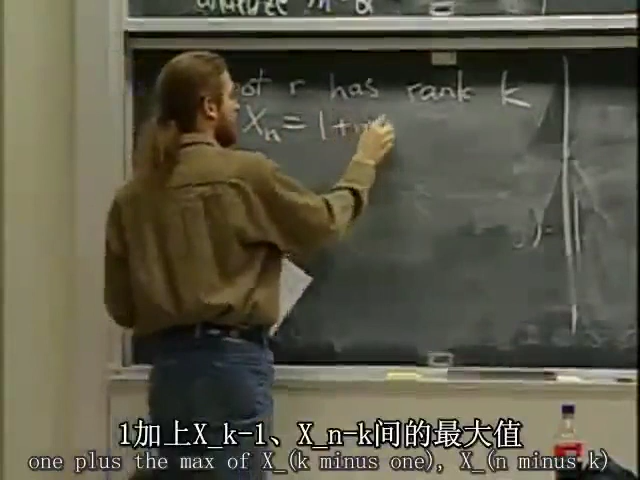 analyze
ot r has rank k
Xn = 1+m
1加上X_k-1、X_n-k间的最大值
one plus the max of X_(k minus one), X_(n minus k)